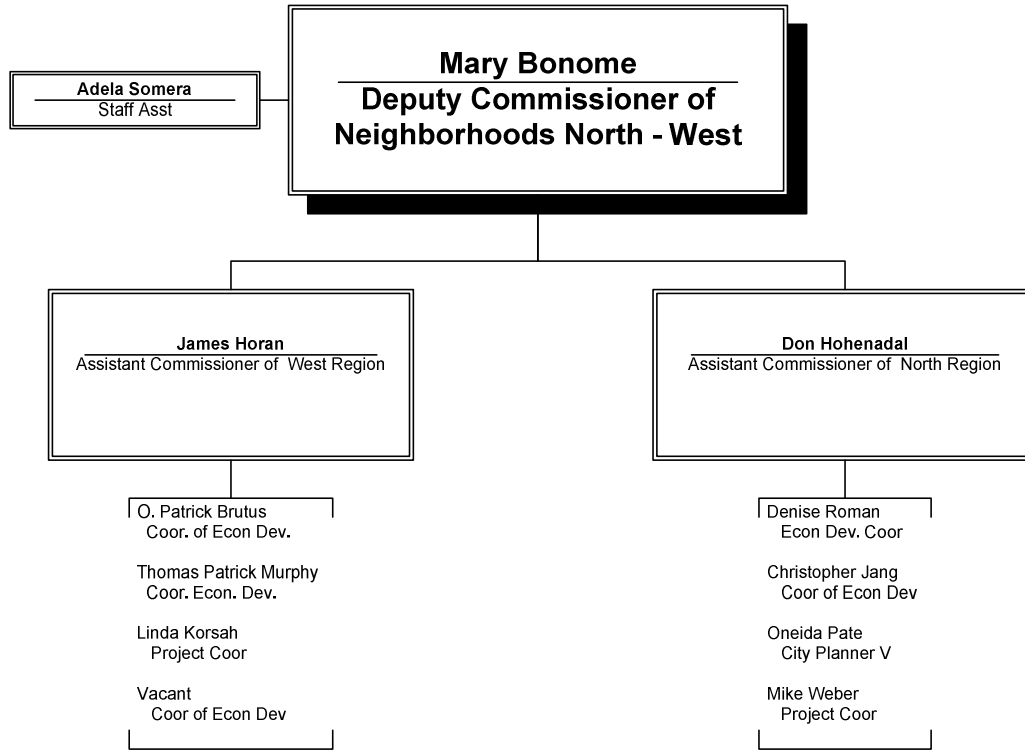 Mary Bonome
Deputy Commissioner of
Neighborhoods North - West
Adela Somera
Staff Asst
James Horan
Assistant Commissioner of West Region
Don Hohenadal
Assistant Commissioner of North Region
O. Patrick Brutus
Coor. of Econ Dev.
Thomas Patrick Murphy
Coor. Econ. Dev.
Linda Korsah
Project Coor
Vacant
Coor of Econ Dev
Denise Roman
Econ Dev. Coor
Christopher Jang
Coor of Econ Dev
Oneida Pate
City Planner V
Mike Weber
Project Coor